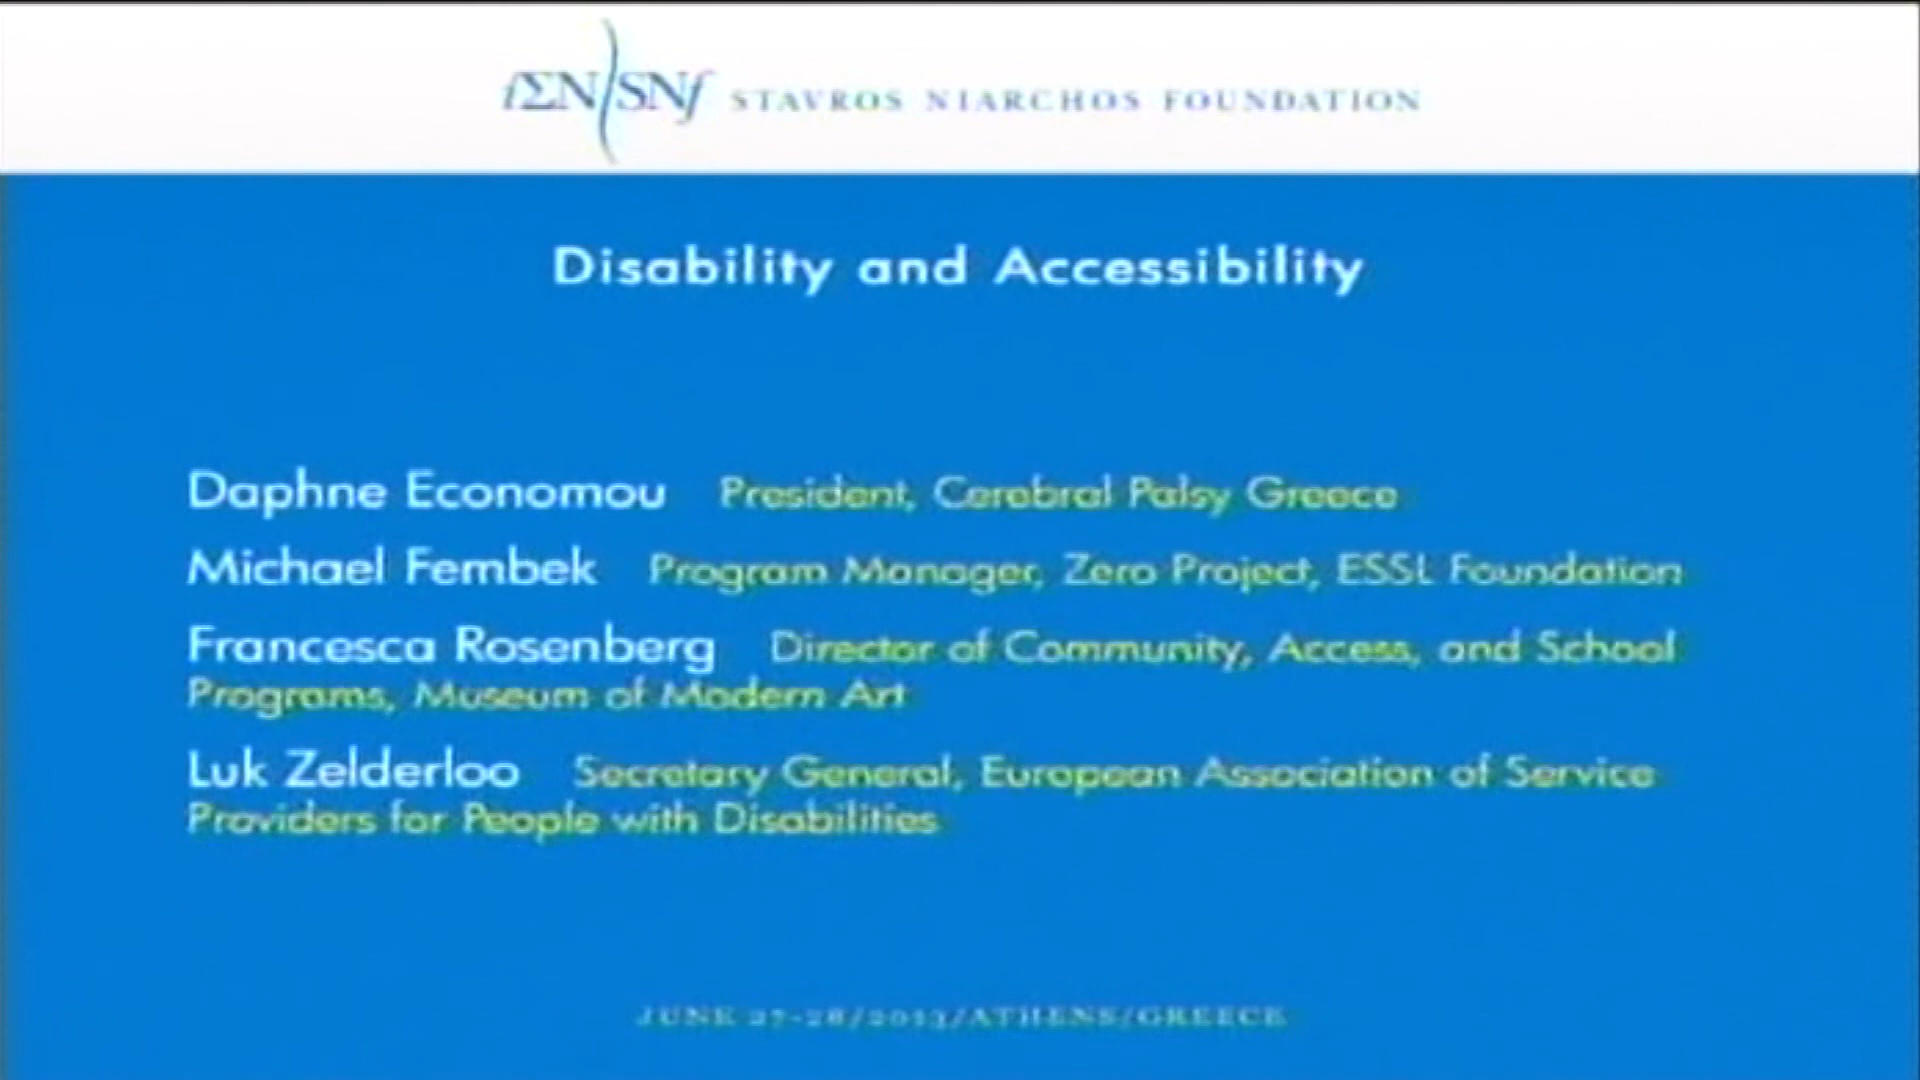 ιΣΝ/SNf STAVROS NIARCHOS FOUNDATION
Disability and Accessibility
Daphne Economou President, Cerebral Palsy Greece
Michael Fembek Program Manager, Zero Project, ESSL Foundation
Francesca Rosenberg Director of Community, Access, and School
Programs, Museum of Modern Art
Luk Zelderloo Secretary General, European Association of Service
Providers for People with Disabilities
JUNE 27-28/2013/ATHENS/GREECE